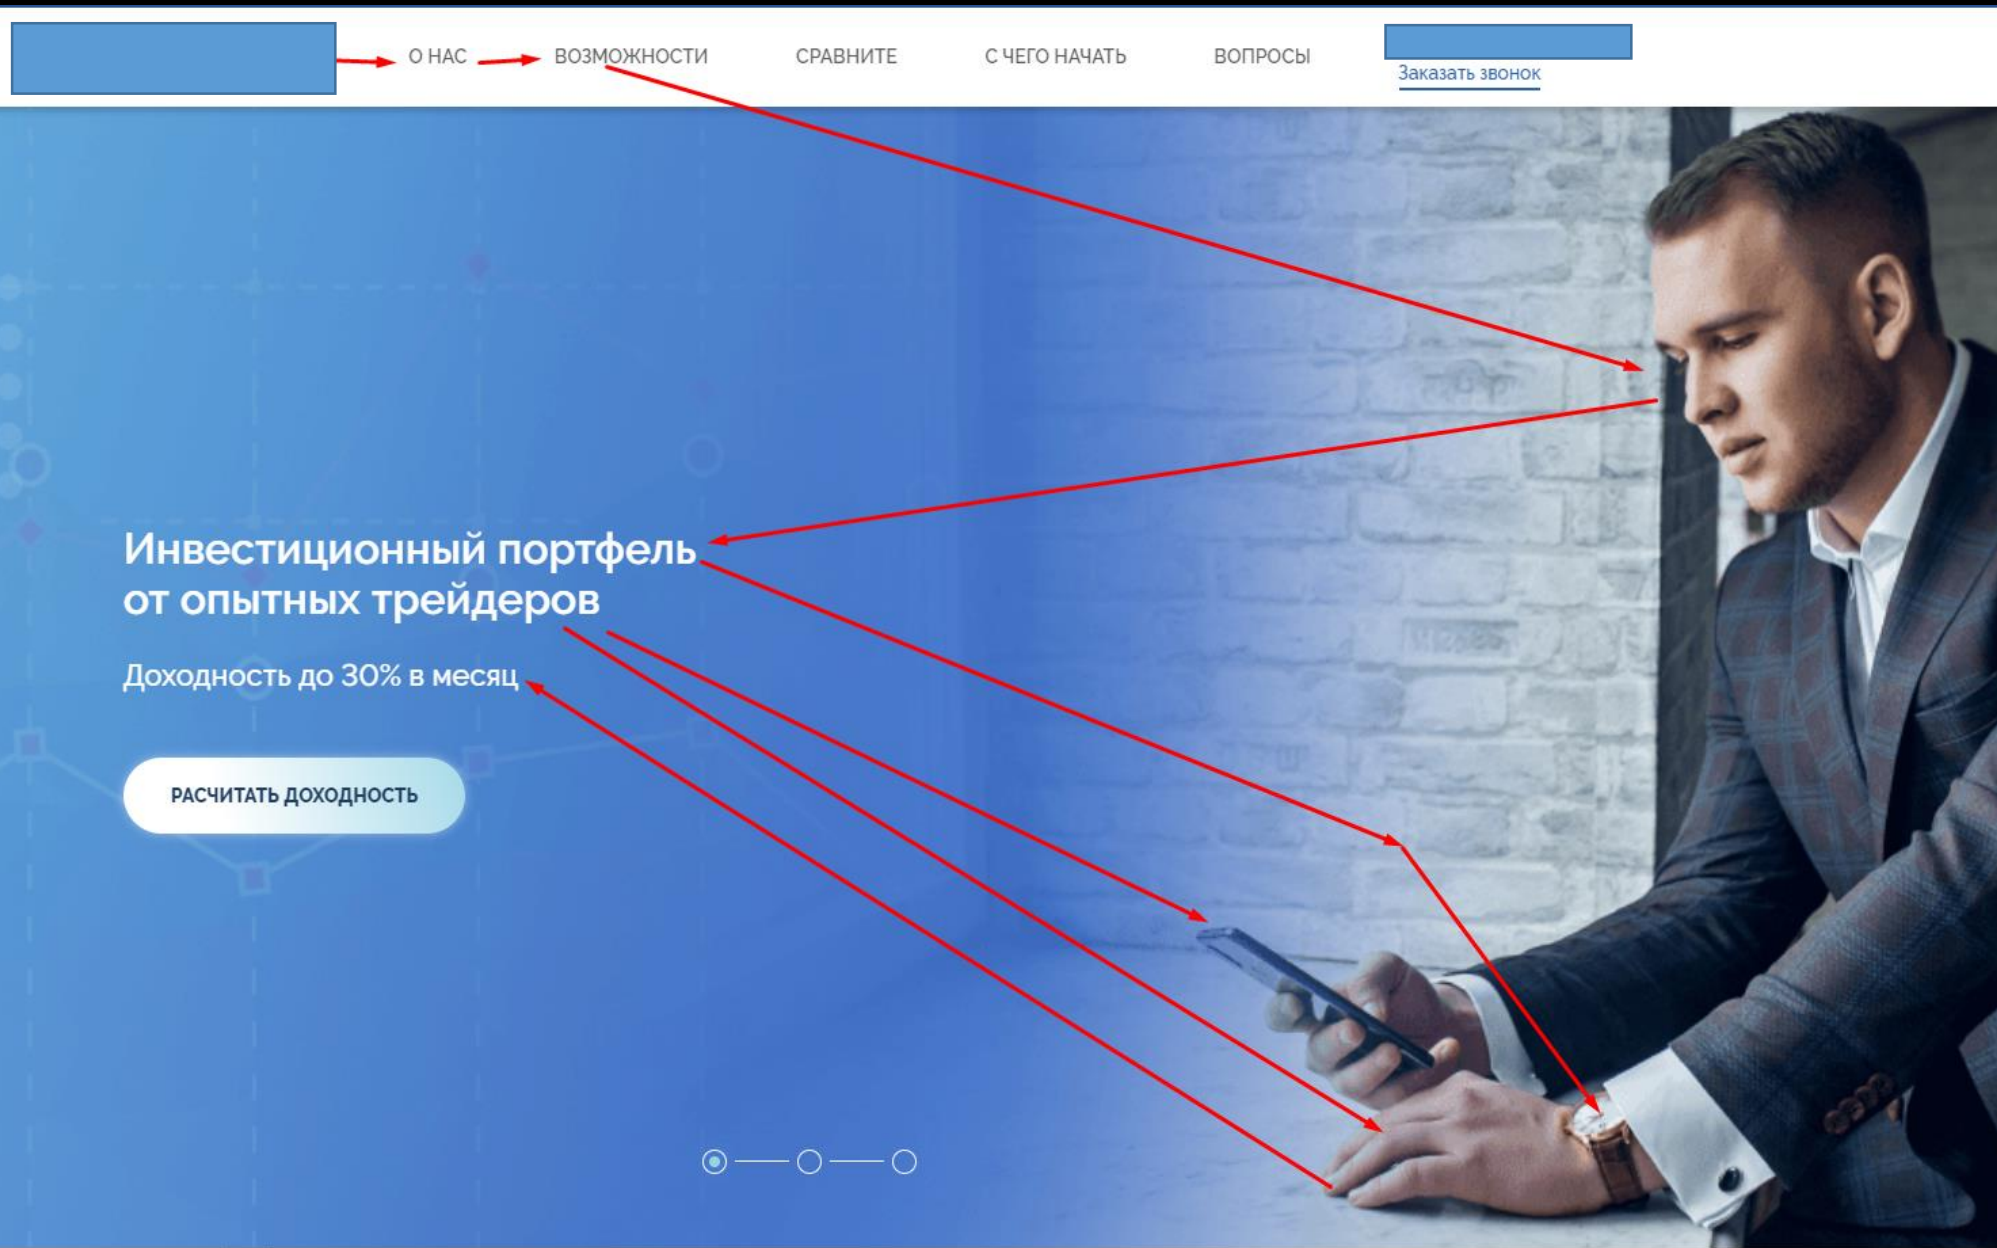 О НАС
ВОЗМОЖНОСТИ
СРАВНИТЕ
С ЧЕГО НАЧАТЬ
ВОПРОСЫ
Заказать звонок
Инвестиционный портфель
от опытных трейдеров
Доходность до 30% в месяц
РАСЧИТАТЬ ДОХОДНОСТЬ